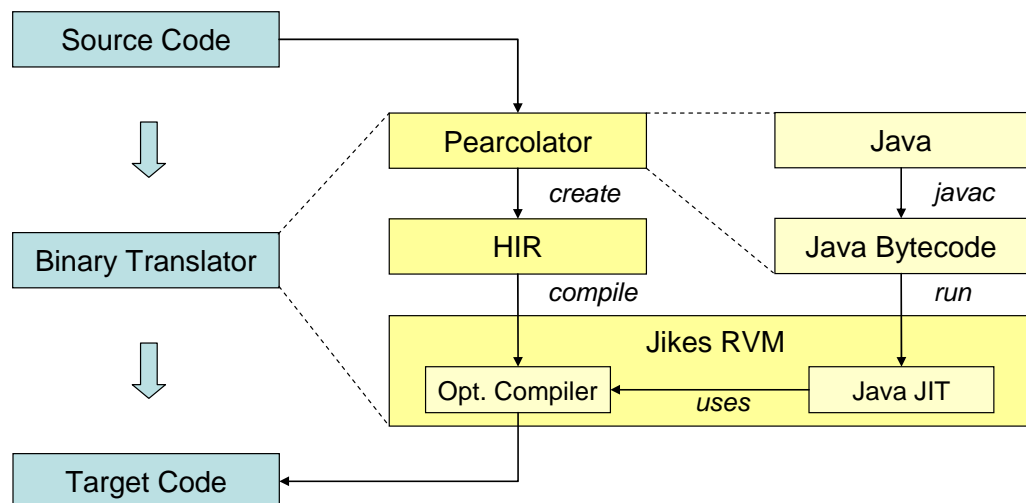 Source Code
Pearcolator
Java
create
javac
Binary Translator
HIR
Java Bytecode
compile
run
Jikes RVM
Opt. Compiler
uses
Java JIT
Target Code